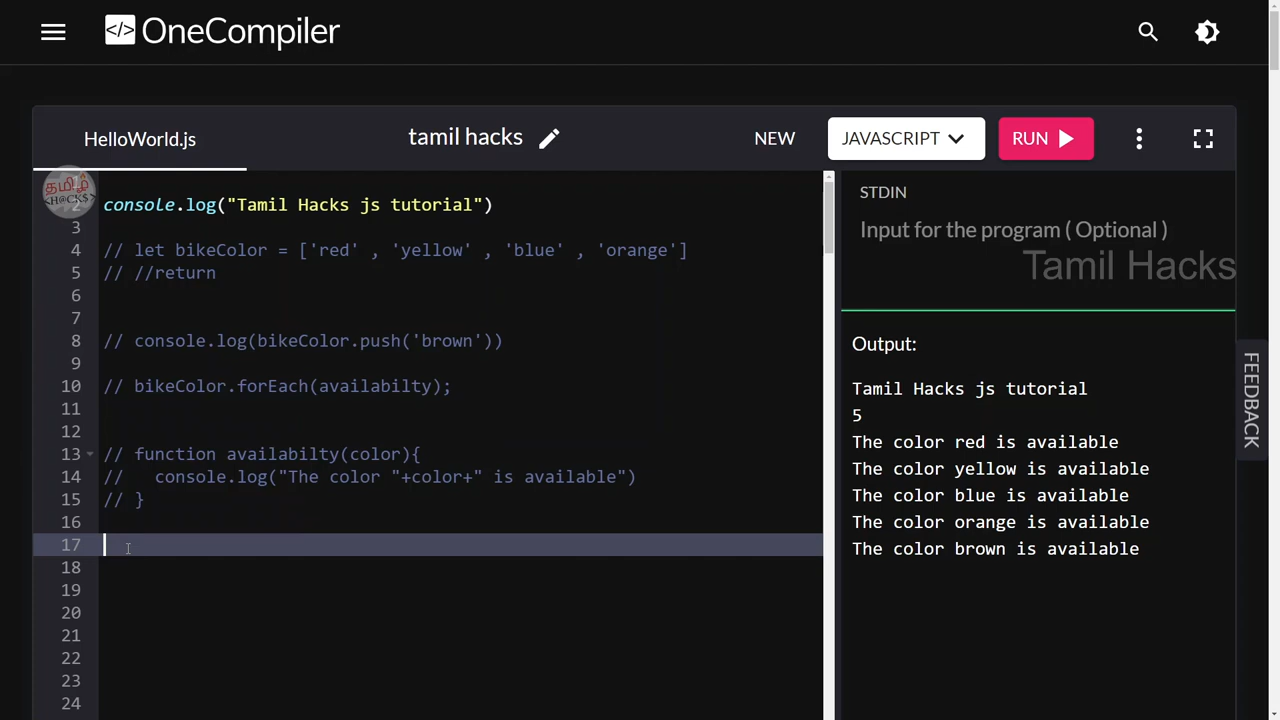 </> OneCompiler
HelloWorld.js
tamil hacks
NEW
JAVASCRIPT
RUN
தமிழ்
<H@CK$>
2 console.log("Tamil Hacks js tutorial")
3
4 // let bikeColor = ['red' , 'yellow' , 'blue' , 'orange']
5 // //return
6
7
8 // console.log(bikeColor.push('brown'))
9
10 // bikeColor.forEach(availabilty);
11
12
13 // function availabilty(color){
14 //   console.log("The color "+color+" is available")
15 // }
16
17
18
19
20
21
22
23
24
STDIN
Input for the program ( Optional )
Tamil Hacks
Output:
Tamil Hacks js tutorial
5
The color red is available
The color yellow is available
The color blue is available
The color orange is available
The color brown is available
FEEDBACK